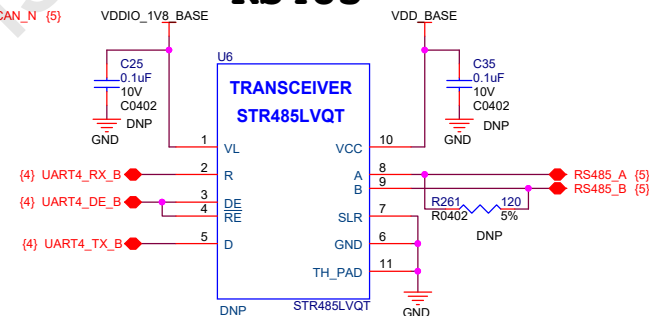 CAN_N {5}
VDDIO_1V8_BASE
VDD_BASE
C25
0.1uF
10V
C0402
DNP
GND
U6
TRANSCEIVER
STR485LVQT
C35
0.1uF
10V
C0402
DNP
GND
1 VL
VCC 10
{4} UART4_RX_B 2 R
A 8 RS485_A {5}
B 9 RS485_B {5}
{4} UART4_DE_B 3 DE
4 RE
R261 120
R0402 5%
DNP
SLR 7
{4} UART4_TX_B 5 D
GND 6
TH_PAD 11
DNP
STR485LVQT
GND